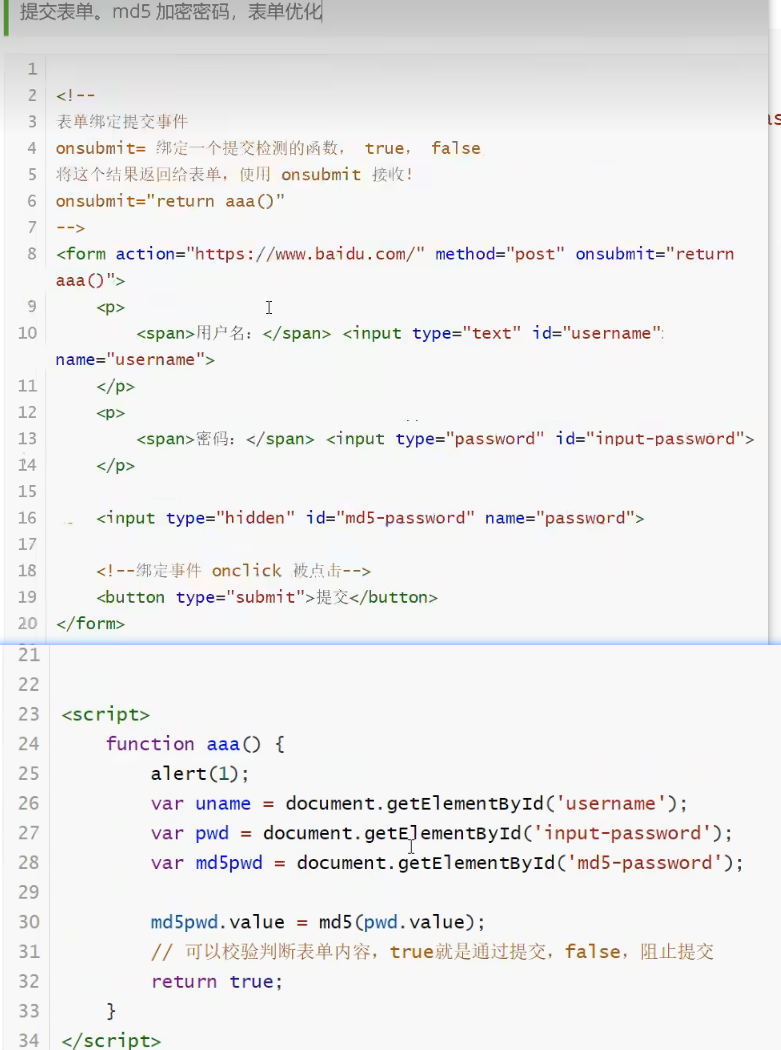 提交表单。md5 加密密码，表单优化
1
2 <!--
3 表单绑定提交事件
4 onsubmit= 绑定一个提交检测的函数， true， false
5 将这个结果返回给表单，使用 onsubmit 接收！
6 onsubmit="return aaa()"
7 -->
8 <form action="https://www.baidu.com/" method="post" onsubmit="return
aaa()">
9 <p>
10 <span>用户名：</span> <input type="text" id="username"
name="username">
11 </p>
12 <p>
13 <span>密码：</span> <input type="password" id="input-password">
14 </p>
15
16 <input type="hidden" id="md5-password" name="password">
17
18 <!--绑定事件 onclick 被点击-->
19 <button type="submit">提交</button>
20 </form>
21
22
23 <script>
24 function aaa() {
25 alert(1);
26 var uname = document.getElementById('username');
27 var pwd = document.getElementById('input-password');
28 var md5pwd = document.getElementById('md5-password');
29
30 md5pwd.value = md5(pwd.value);
31 // 可以校验判断表单内容，true就是通过提交，false，阻止提交
32 return true;
33 }
34 </script>